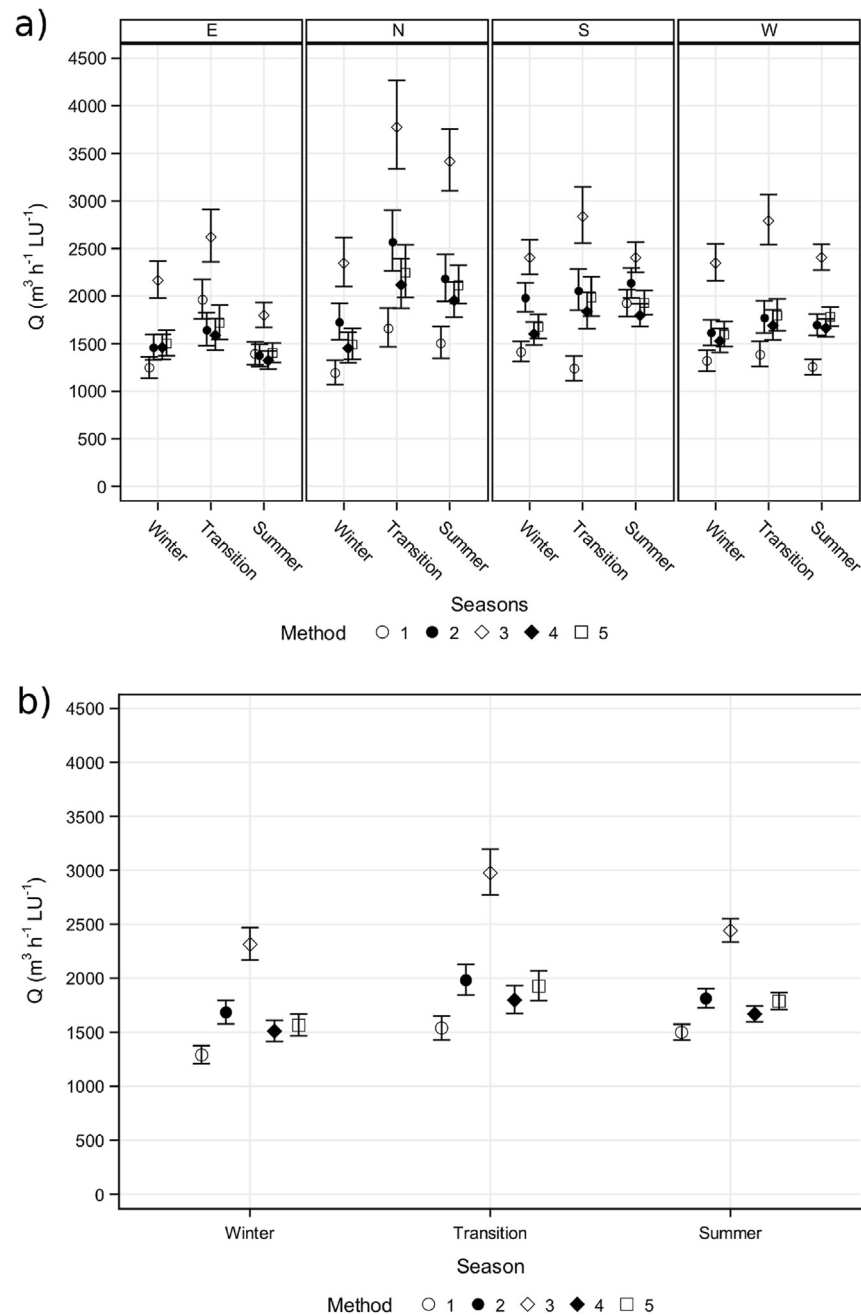 a)
E N S W
4500
4000
3500
3000
2500
2000
1500
1000
500
0
Q (m³ h⁻¹ LU⁻¹)
Winter Transition Summer Winter Transition Summer Winter Transition Summer Winter Transition Summer
Seasons
Method 1 2 3 4 5
b)
4500
4000
3500
3000
2500
2000
1500
1000
500
0
Q (m³ h⁻¹ LU⁻¹)
Winter Transition Summer
Season
Method 1 2 3 4 5